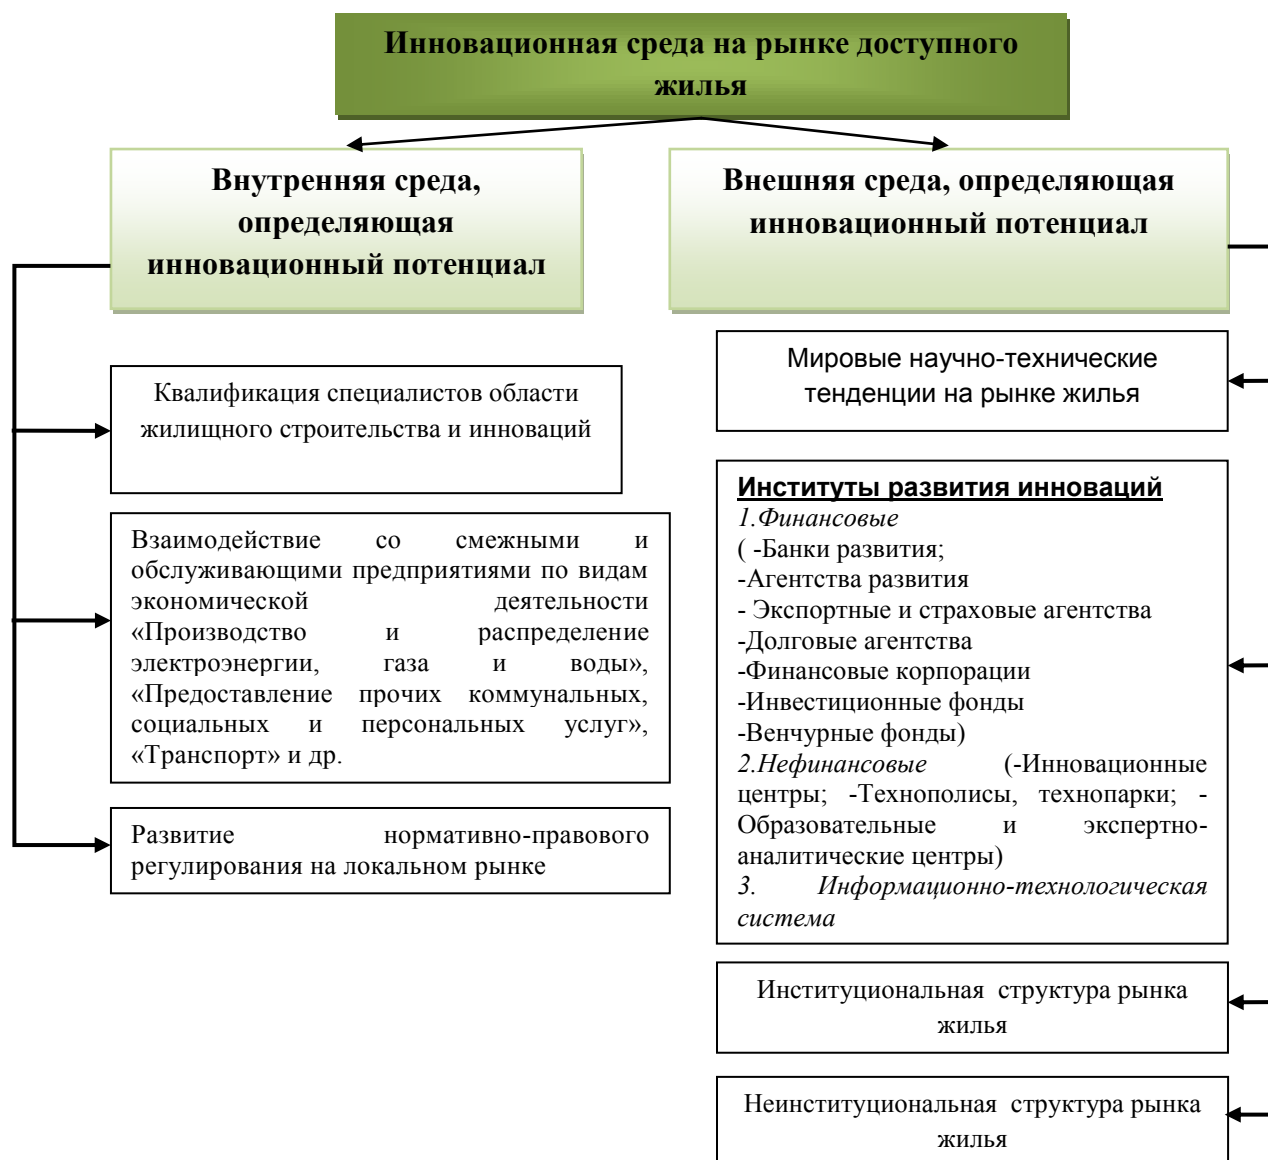 Инновационная среда на рынке доступного
жилья
Внутренняя среда,
определяющая
инновационный потенциал
Квалификация специалистов области
жилищного строительства и инноваций
Взаимодействие со смежными и
обслуживающими предприятиями по видам
экономической деятельности
«Производство и распределение
электроэнергии, газа и воды»,
«Предоставление прочих коммунальных,
социальных и персональных услуг»,
«Транспорт» и др.
Развитие нормативно-правового
регулирования на локальном рынке
Внешняя среда, определяющая
инновационный потенциал
Мировые научно-технические
тенденции на рынке жилья
Институты развития инноваций
1.Финансовые
( -Банки развития;
-Агентства развития
- Экспортные и страховые агентства
-Долговые агентства
-Финансовые корпорации
-Инвестиционные фонды
-Венчурные фонды)
2.Нефинансовые (-Инновационные
центры; -Технополисы, технопарки; -
Образовательные и экспертно-
аналитические центры)
3. Информационно-технологическая
система
Институциональная структура рынка
жилья
Неинституциональная структура рынка
жилья